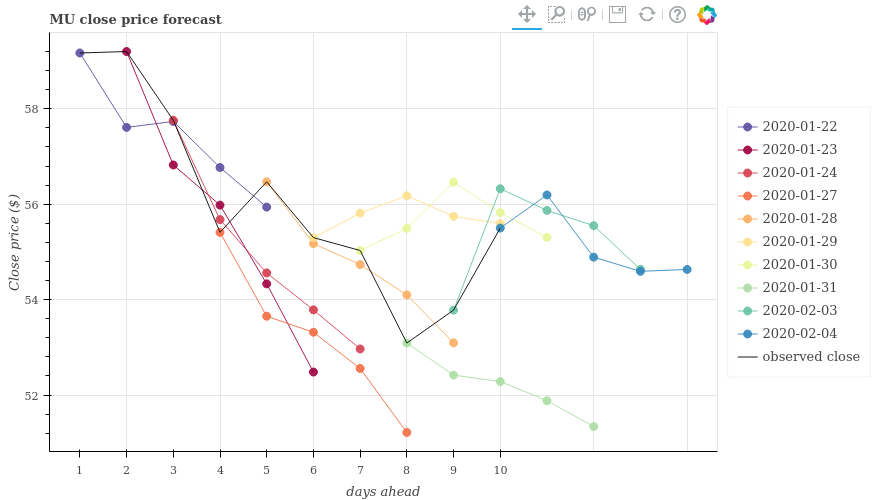 MU close price forecast
58
56
54
52
Close price ($)
1 2 3 4 5 6 7 8 9 10
days ahead
2020-01-22
2020-01-23
2020-01-24
2020-01-27
2020-01-28
2020-01-29
2020-01-30
2020-01-31
2020-02-03
2020-02-04
observed close